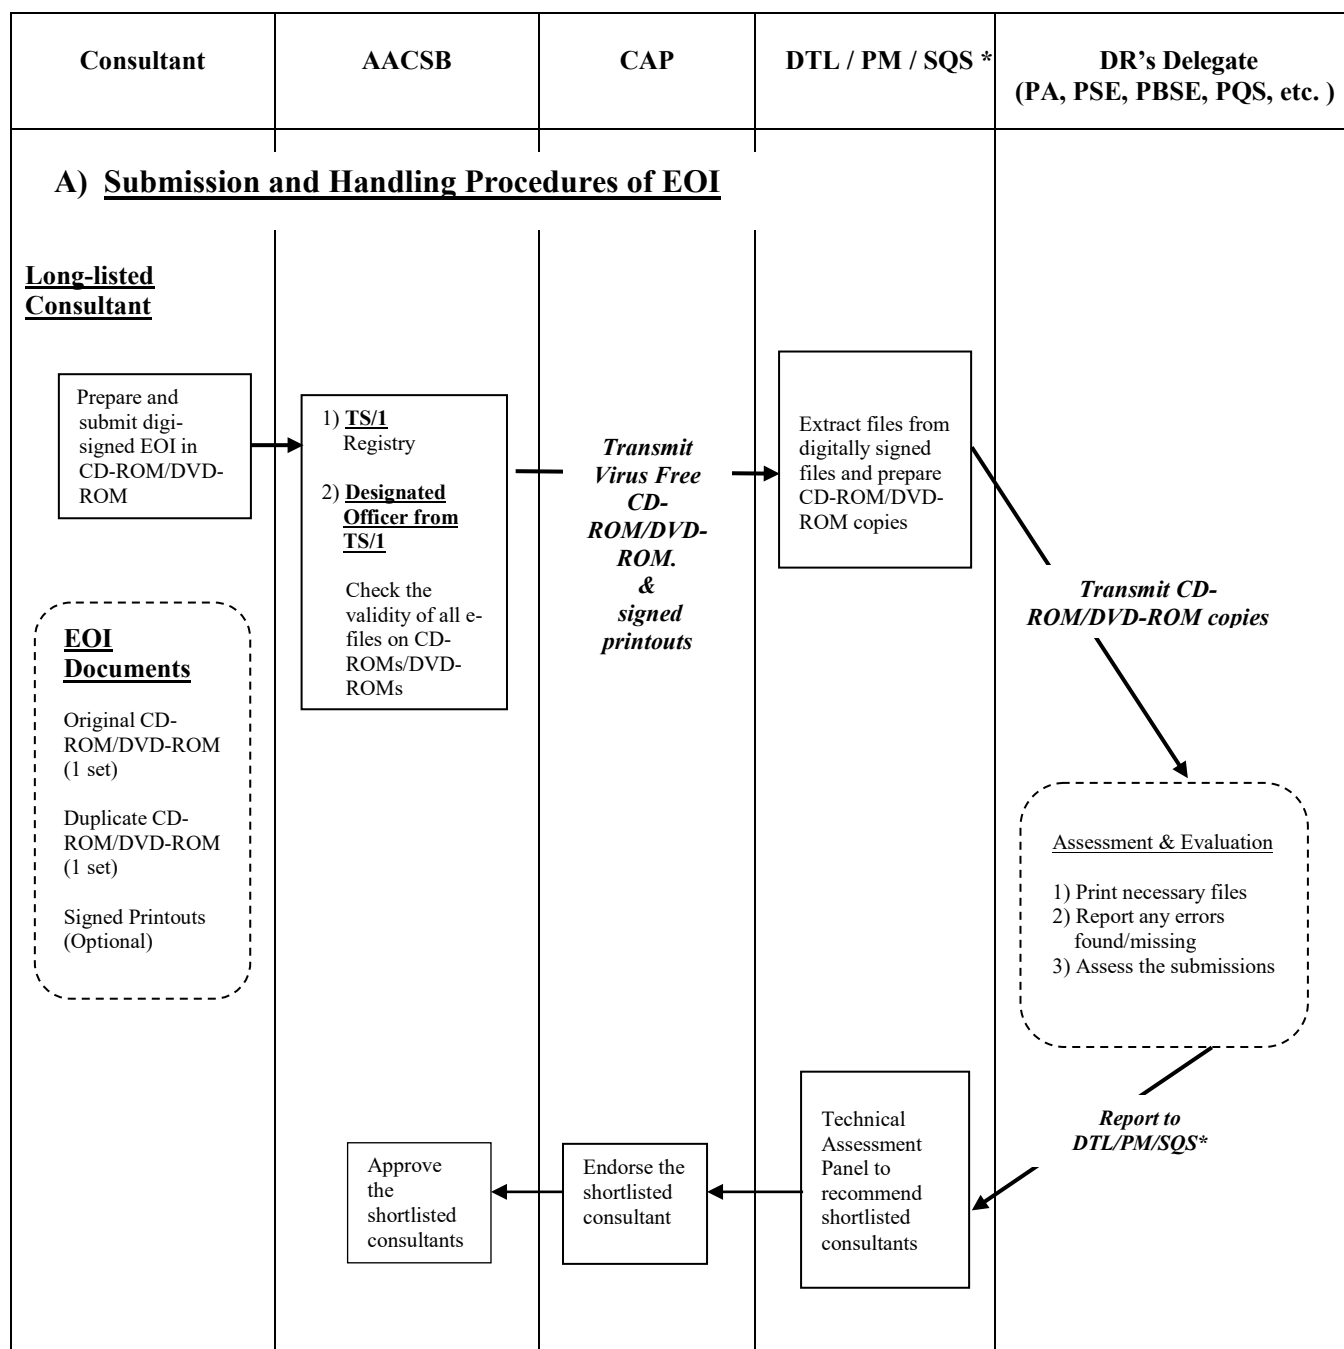 Consultant
AACSB
CAP
DTL / PM / SQS *
DR's Delegate
(PA, PSE, PBSE, PQS, etc. )
A) Submission and Handling Procedures of EOI
Long-listed
Consultant
Prepare and
submit digi-
signed EOI in
CD-ROM/DVD-
ROM
EOI
Documents
Original CD-
ROM/DVD-ROM
(1 set)
Duplicate CD-
ROM/DVD-ROM
(1 set)
Signed Printouts
(Optional)
1) TS/1
Registry
2) Designated
Officer from
TS/1
Check the
validity of all e-
files on CD-
ROMs/DVD-
ROMs
Transmit
Virus Free
CD-
ROM/DVD-
ROM.
&
signed
printouts
Extract files from
digitally signed
files and prepare
CD-ROM/DVD-
ROM copies
Transmit CD-
ROM/DVD-ROM copies
Assessment & Evaluation
1) Print necessary files
2) Report any errors
found/missing
3) Assess the submissions
Report to
DTL/PM/SQS*
Technical
Assessment
Panel to
recommend
shortlisted
consultants
Endorse the
shortlisted
consultant
Approve
the
shortlisted
consultants